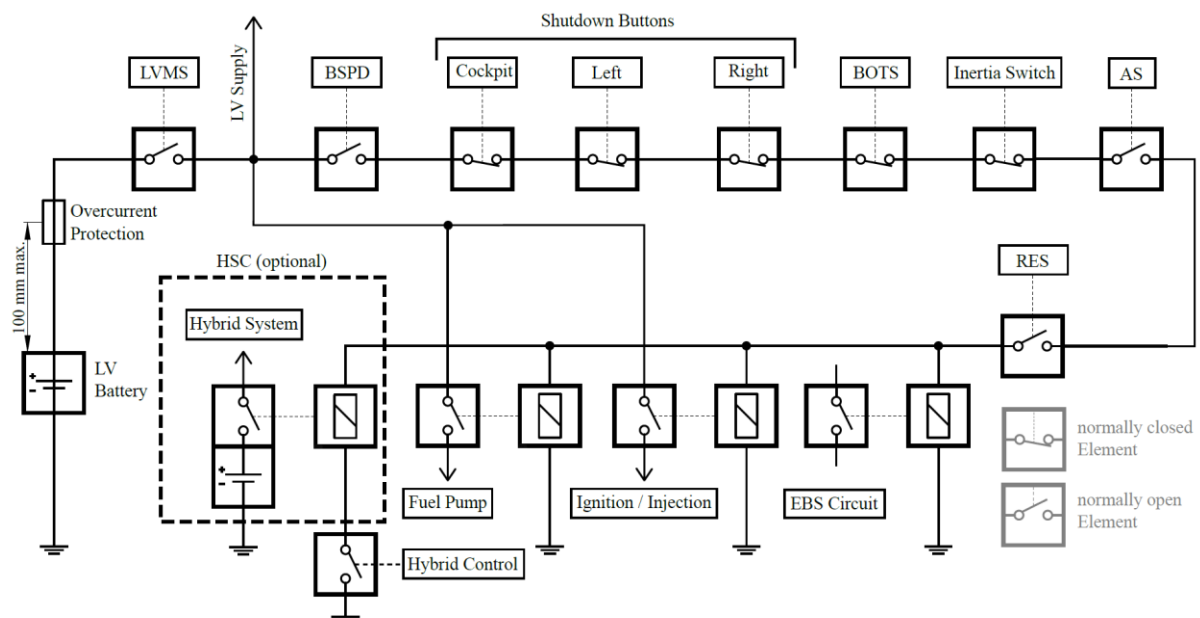 Shutdown Buttons
LV Supply
LVMS
BSPD
Cockpit
Left
Right
BOTS
Inertia Switch
AS
Overcurrent
Protection
100 mm max.
HSC (optional)
RES
Hybrid System
+
-
LV
Battery
+
-
normally closed
Element
Fuel Pump
Ignition / Injection
EBS Circuit
normally open
Element
Hybrid Control